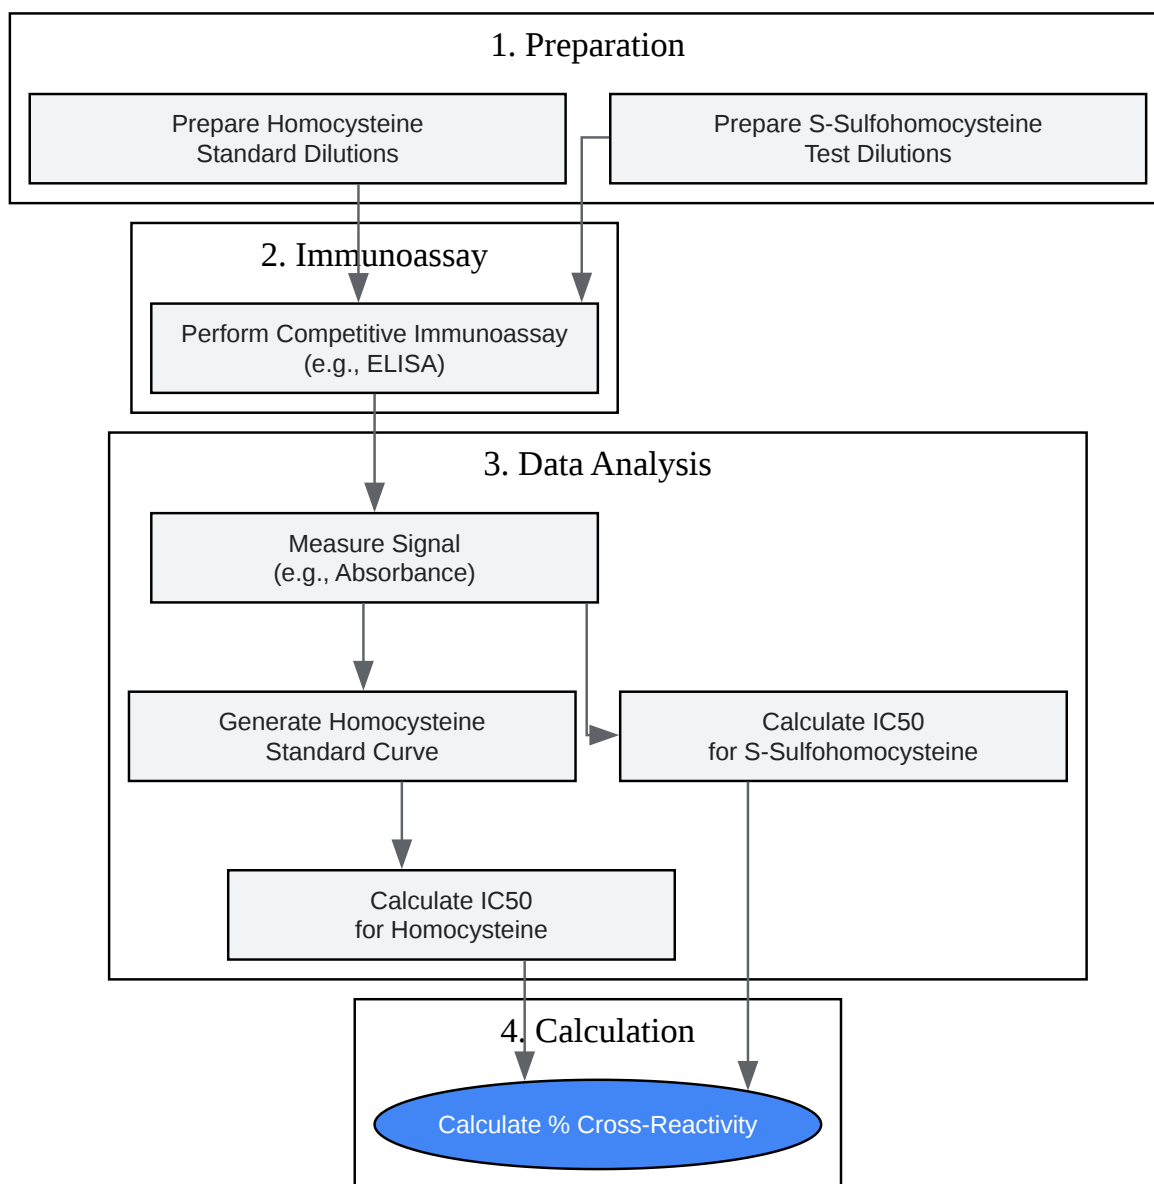 1. Preparation
Prepare Homocysteine
Standard Dilutions
Prepare S-Sulfohomocysteine
Test Dilutions
2. Immunoassay
Perform Competitive Immunoassay
(e.g., ELISA)
3. Data Analysis
Measure Signal
(e.g., Absorbance)
Generate Homocysteine
Standard Curve
Calculate IC50
for S-Sulfohomocysteine
Calculate IC50
for Homocysteine
4. Calculation
Calculate % Cross-Reactivity